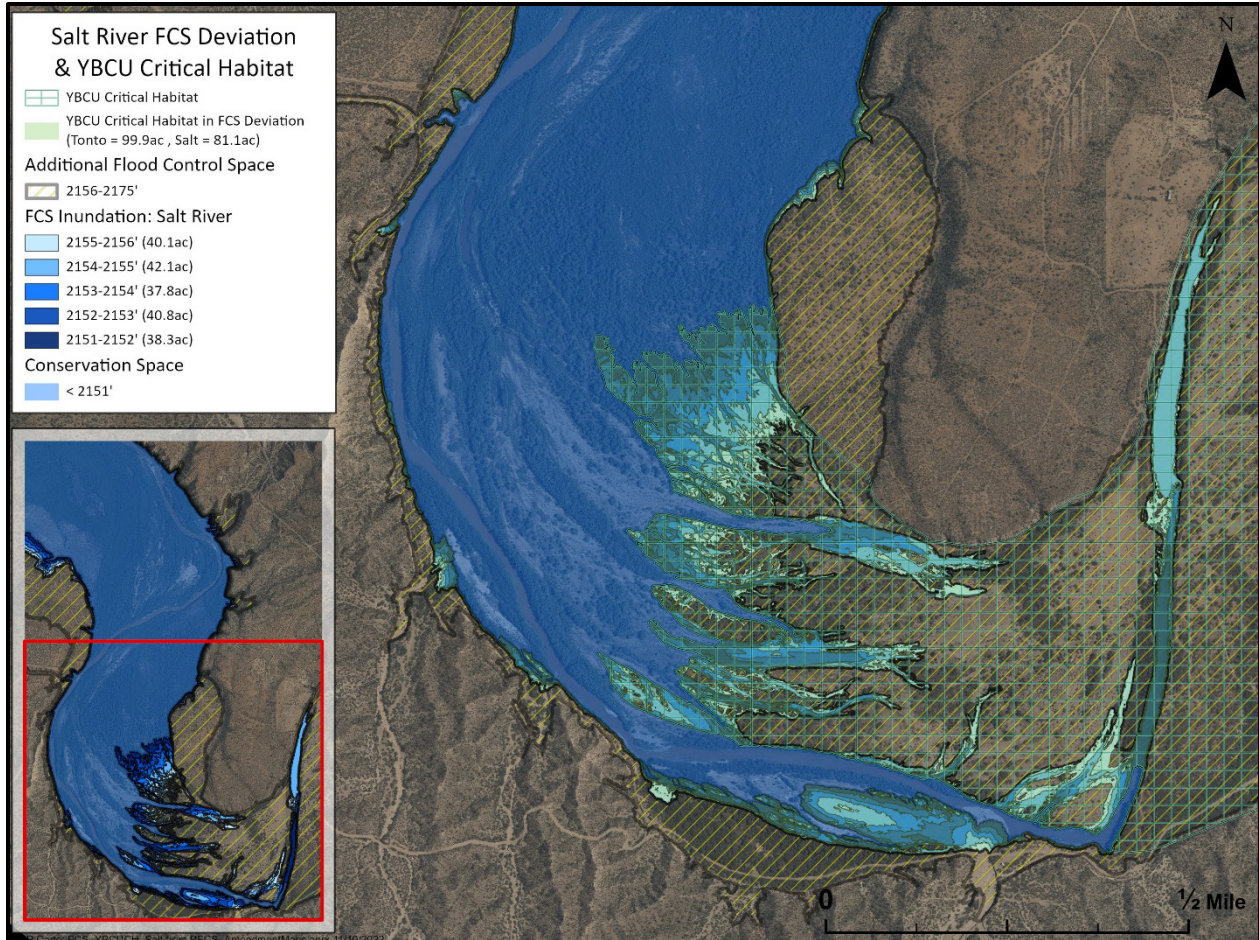 Salt River FCS Deviation
& YBCU Critical Habitat
YBCU Critical Habitat
YBCU Critical Habitat in FCS Deviation
(Tonto = 99.9ac , Salt = 81.1ac)
Additional Flood Control Space
2156-2175'
FCS Inundation: Salt River
2155-2156' (40.1ac)
2154-2155' (42.1ac)
2153-2154' (37.8ac)
2152-2153' (40.8ac)
2151-2152' (38.3ac)
Conservation Space
< 2151'
N
0
½ Mile